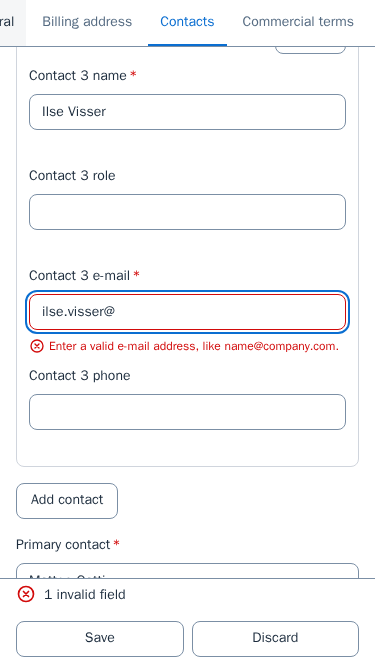 ral Billing address Contacts Commercial terms
Contact 3 name *
Ilse Visser
Contact 3 role
Contact 3 e-mail *
ilse.visser@
Enter a valid e-mail address, like name@company.com.
Contact 3 phone
Add contact
Primary contact *
1 invalid field
Save Discard